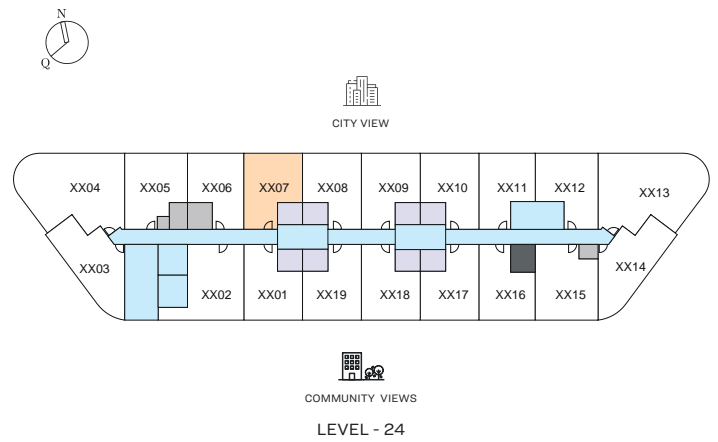 N
Q
CITY VIEW
XX04 XX05 XX06 XX07 XX08 XX09 XX10 XX11 XX12 XX13
XX03 XX14
XX02 XX01 XX19 XX18 XX17 XX16 XX15
COMMUNITY VIEWS
LEVEL - 24